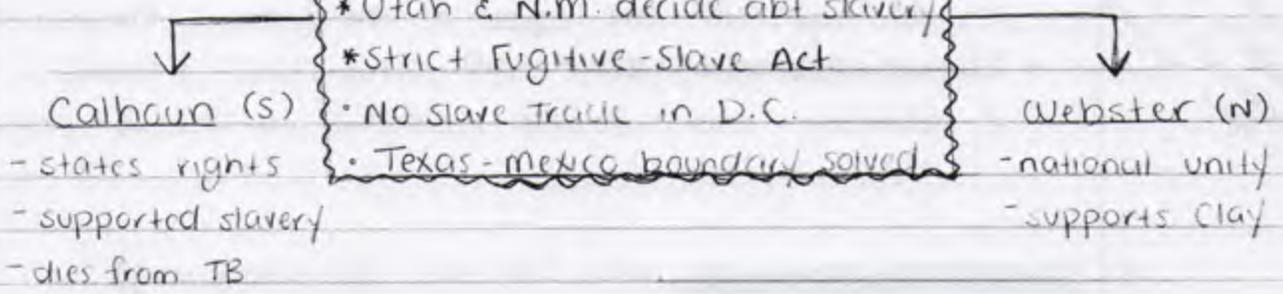 * Utah & N.M. decide abt slavery
* Strict Fugitive-Slave Act
• No slave trade in D.C.
• Texas-mexico boundary solved
Calhoun (S)
- states rights
- supported slavery
- dies from TB
Webster (N)
- national unity
- supports Clay